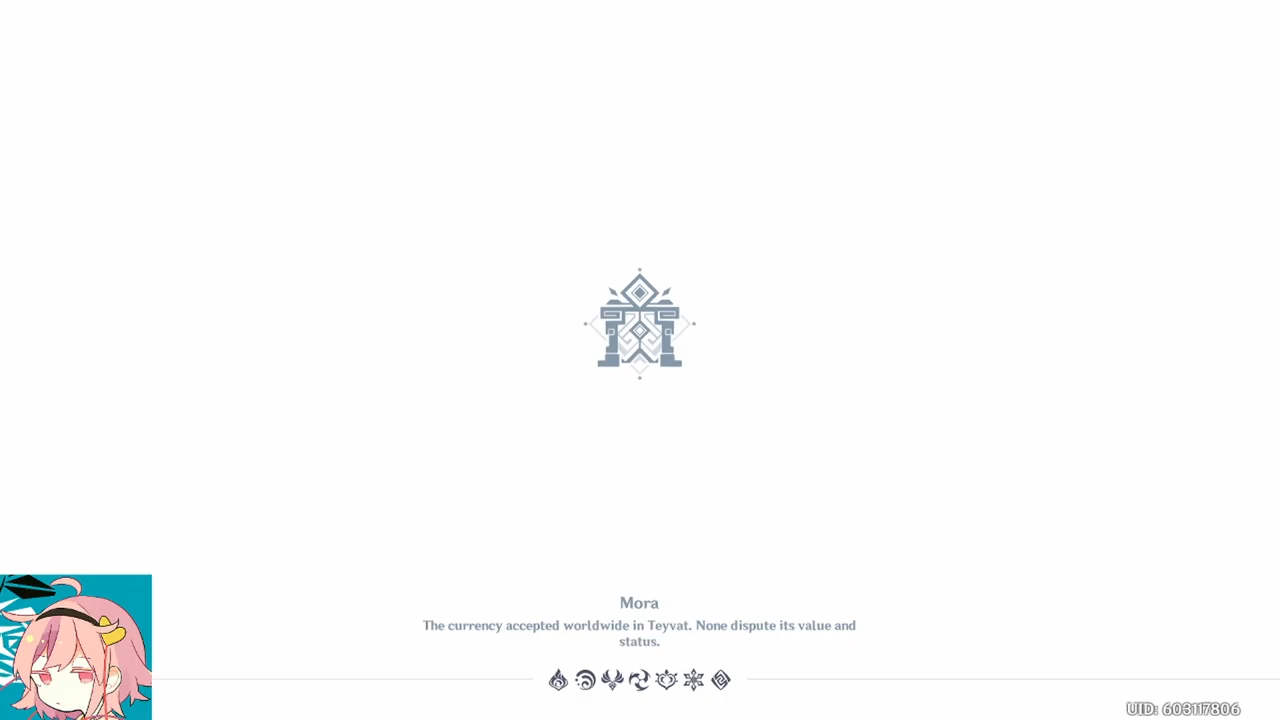 Mora
The currency accepted worldwide in Teyvat. None dispute its value and
status.
UID: 603117806